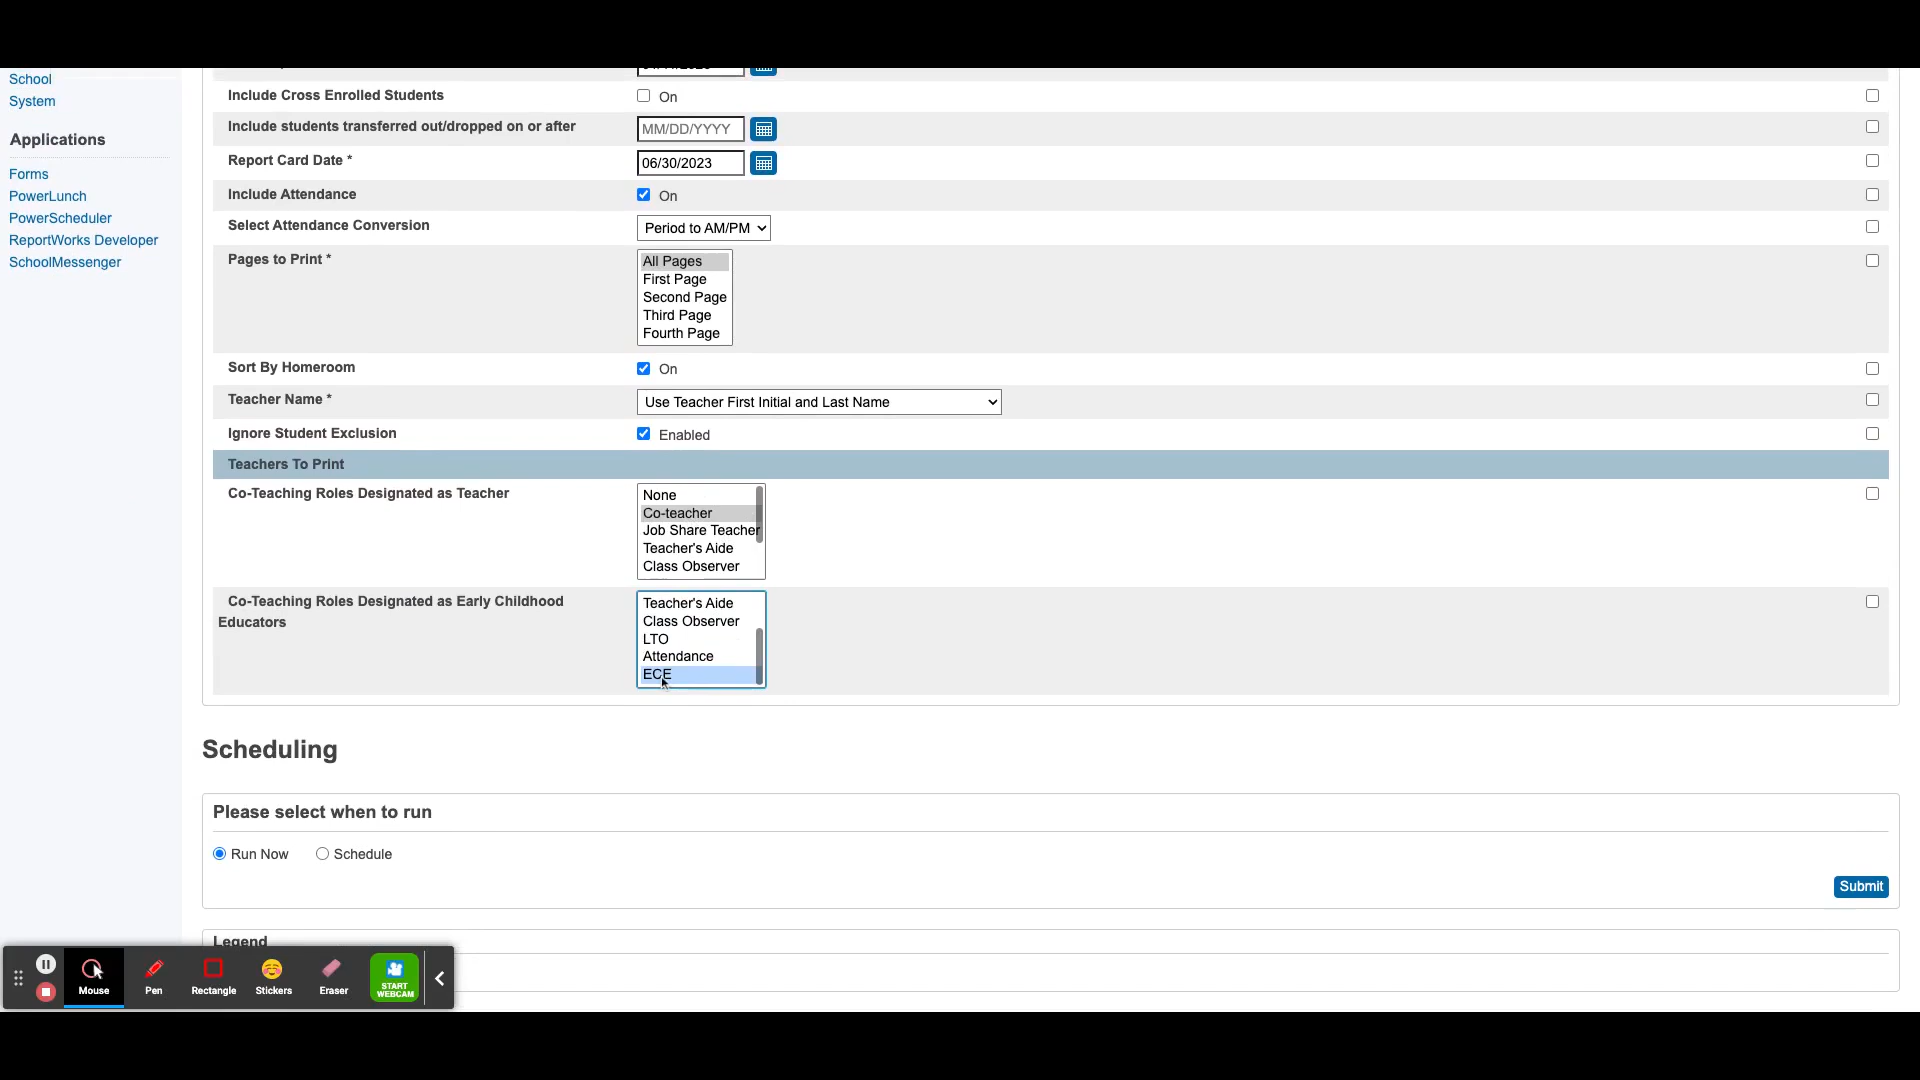 School
System
Applications
Forms
PowerLunch
PowerScheduler
ReportWorks Developer
SchoolMessenger
Include Cross Enrolled Students
On
Include students transferred out/dropped on or after
MM/DD/YYYY
Report Card Date *
06/30/2023
Include Attendance
On
Select Attendance Conversion
Period to AM/PM
Pages to Print *
All Pages
First Page
Second Page
Third Page
Fourth Page
Sort By Homeroom
On
Teacher Name *
Use Teacher First Initial and Last Name
Ignore Student Exclusion
Enabled
Teachers To Print
Co-Teaching Roles Designated as Teacher
None
Co-teacher
Job Share Teacher
Teacher's Aide
Class Observer
Co-Teaching Roles Designated as Early Childhood
Educators
Teacher's Aide
Class Observer
LTO
Attendance
ECE
Scheduling
Please select when to run
Run Now
Schedule
Submit
Legend
Mouse
Pen
Rectangle
Stickers
Eraser
START
WEBCAM